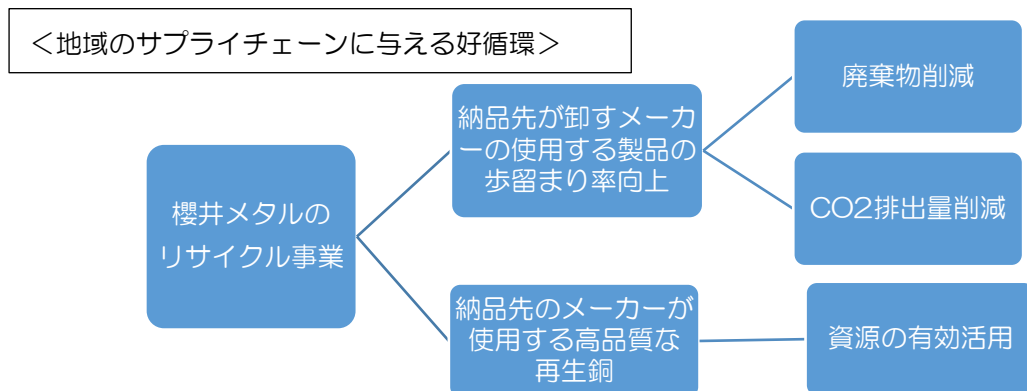 ＜地域のサプライチェーンに与える好循環＞
櫻井メタルの
リサイクル事業
納品先が卸すメーカ
ーの使用する製品の
歩留まり率向上
廃棄物削減
CO2排出量削減
納品先のメーカーが
使用する高品質な
再生銅
資源の有効活用